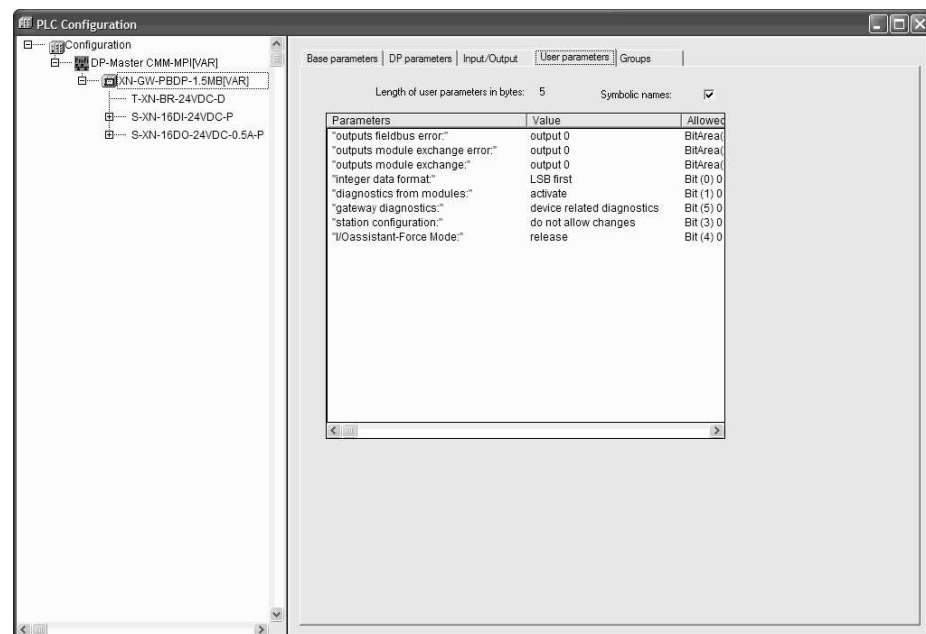 PLC Configuration
Configuration
DP-Master CMM-MPI[VAR]
XN-GW-PBDP-1.5MB[VAR]
T-XN-BR-24VDC-D
S-XN-16DI-24VDC-P
S-XN-16DO-24VDC-0.5A-P
Base parameters DP parameters Input/Output User parameters Groups
Length of user parameters in bytes: 5 Symbolic names:
Parameters Value Allowed
"outputs fieldbus error:" output 0 BitArea(
"outputs module exchange error:" output 0 BitArea(
"outputs module exchange:" output 0 BitArea(
"integer data format:" LSB first Bit (0) 0
"diagnostics from modules:" activate Bit (1) 0
"gateway diagnostics:" device related diagnostics Bit (5) 0
"station configuration:" do not allow changes Bit (3) 0
"I/Oassistant-Force Mode:" release Bit (4) 0